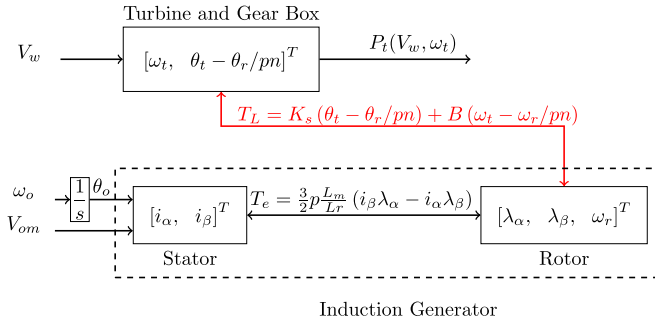 Turbine and Gear Box
V_w
[ω_t, θ_t − θ_r/pn]^T
P_t(V_w, ω_t)
T_L = K_s (θ_t − θ_r/pn) + B (ω_t − ω_r/pn)
ω_o
1/s
θ_o
V_om
[i_α, i_β]^T
T_e = 3/2 p L_m/Lr (i_β λ_α − i_α λ_β)
[λ_α, λ_β, ω_r]^T
Stator
Rotor
Induction Generator